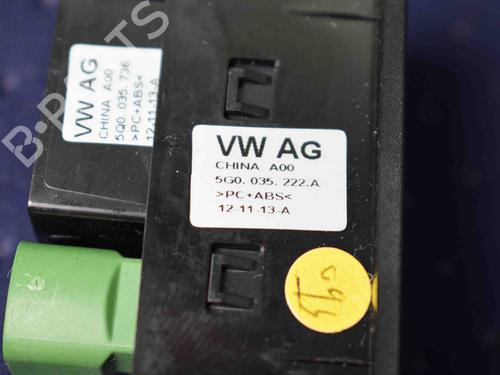 VW AG
CHINA A00
5Q0. 035. 736
>PC+ABS<
12-11-13-A
VW AG
CHINA A00
5G0. 035. 222.A
>PC+ABS<
12-11-13-A
B-PARTS